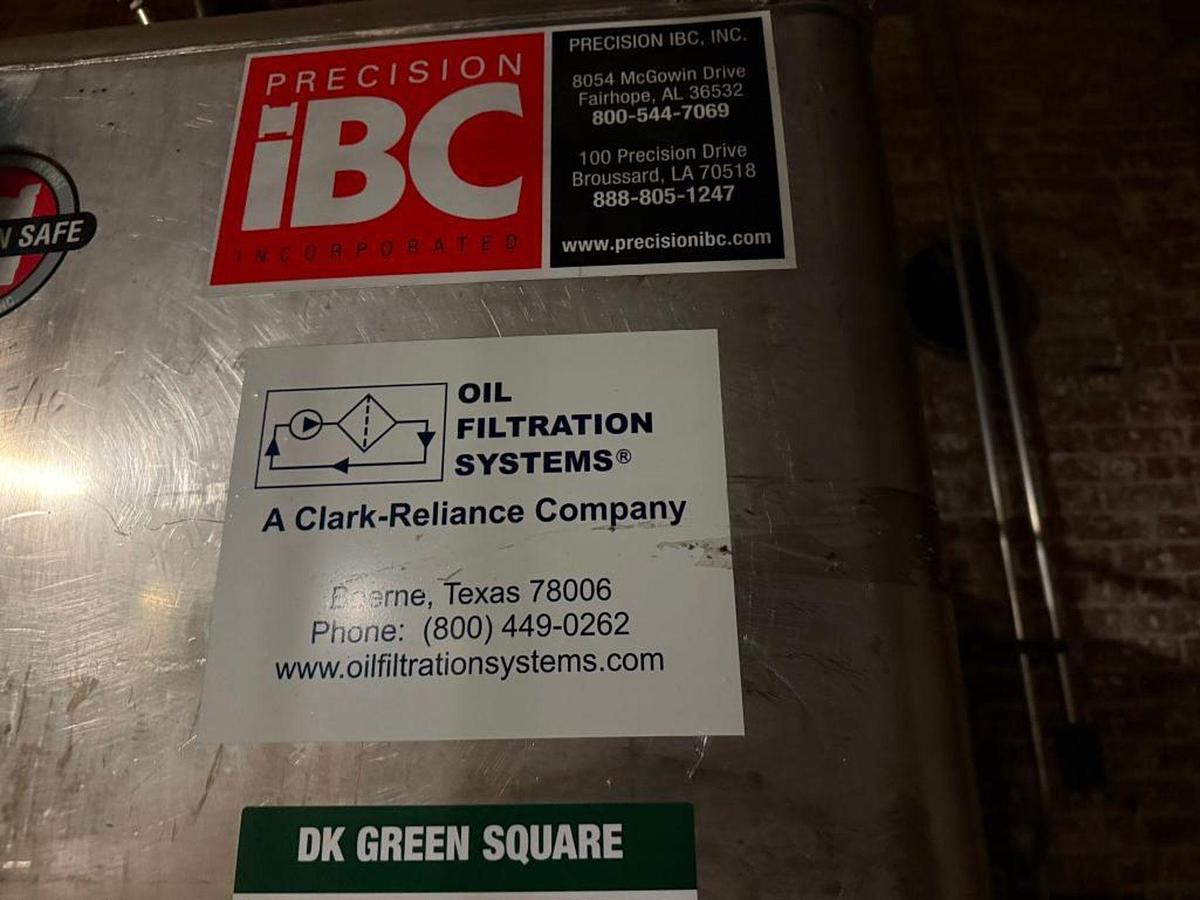 PRECISION
iBC
INCORPORATED
PRECISION IBC, INC.
8054 McGowin Drive
Fairhope, AL 36532
800-544-7069
100 Precision Drive
Broussard, LA 70518
888-805-1247
www.precisionibc.com
SAFE
OIL
FILTRATION
SYSTEMS®
A Clark-Reliance Company
Boerne, Texas 78006
Phone: (800) 449-0262
www.oilfiltrationsystems.com
DK GREEN SQUARE